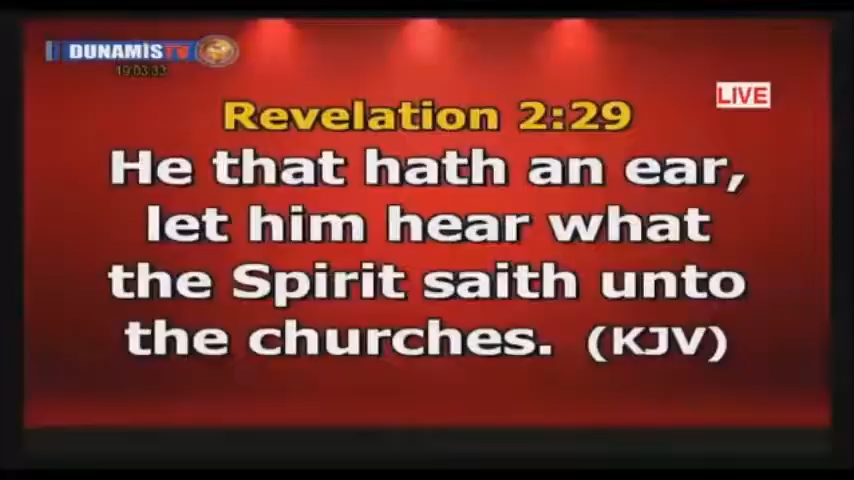 DUNAMIS TV
19:03:33
LIVE
Revelation 2:29
He that hath an ear,
let him hear what
the Spirit saith unto
the churches. (KJV)